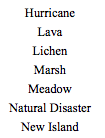 Hurricane
Lava
Lichen
Marsh
Meadow
Natural Disaster
New Island